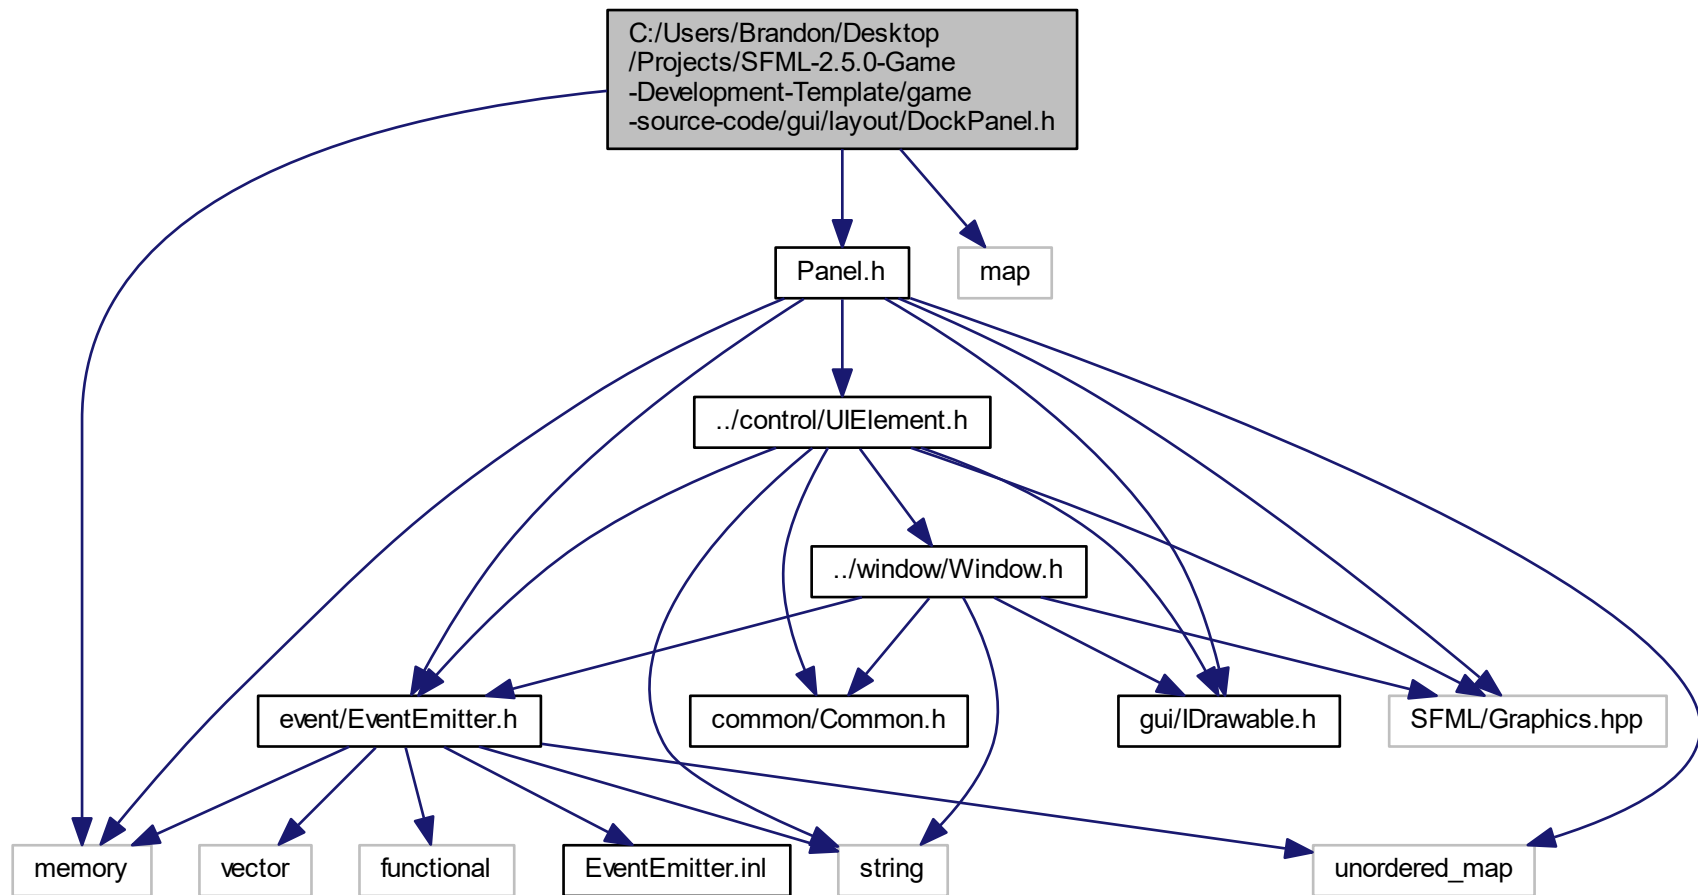 C:/Users/Brandon/Desktop
/Projects/SFML-2.5.0-Game
-Development-Template/game
-source-code/gui/layout/DockPanel.h
Panel.h
map
../control/UIElement.h
../window/Window.h
event/EventEmitter.h
common/Common.h
gui/IDrawable.h
SFML/Graphics.hpp
memory
vector
functional
EventEmitter.inl
string
unordered_map